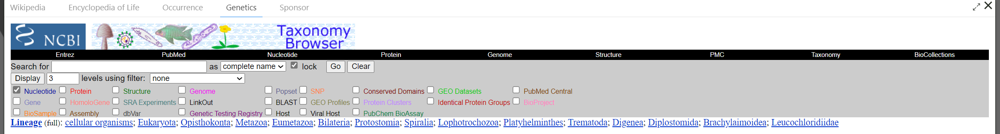 Wikipedia Encyclopedia of Life Occurrence Genetics Sponsor
NCBI Taxonomy Browser
Entrez PubMed Nucleotide Protein Genome Structure PMC Taxonomy BioCollections
Search for as complete name lock Go Clear
Display 3 levels using filter: none
Nucleotide Protein Structure Genome Popset SNP Conserved Domains GEO Datasets PubMed Central
Gene HomoloGene SRA Experiments LinkOut BLAST GEO Profiles Protein Clusters Identical Protein Groups BioProject
BioSample Assembly dbVar Genetic Testing Registry Host Viral Host PubChem BioAssay
Lineage (full): cellular organisms; Eukaryota; Opisthokonta; Metazoa; Eumetazoa; Bilateria; Protostomia; Spiralia; Lophotrochozoa; Platyhelminthes; Trematoda; Digenea; Diplostomida; Brachylaimoidea; Leucochloridiidae